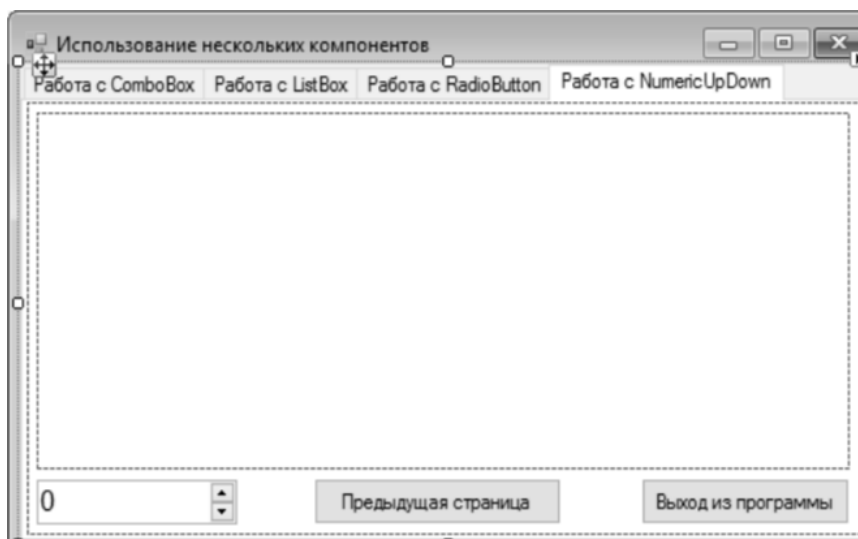 Использование нескольких компонентов
Работа с ComboBox Работа с ListBox Работа с RadioButton Работа с NumericUpDown
0 Предыдущая страница Выход из программы